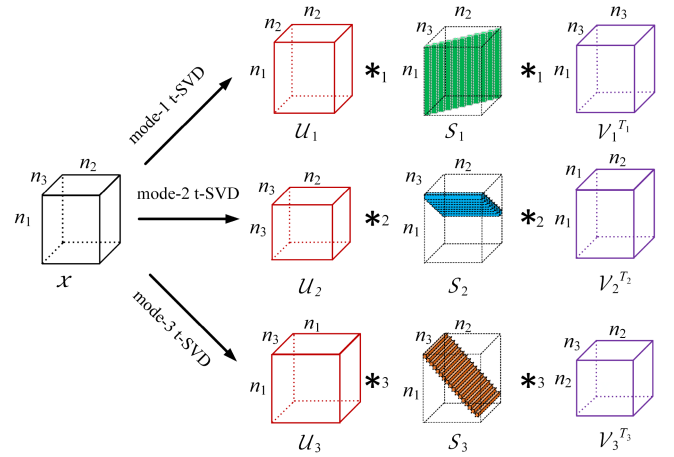 n₂
n₂
n₁
𝒰₁
*₁
n₂
n₃
n₁
𝒮₁
*₁
n₃
n₃
n₁
𝒱₁ᵀ¹
mode-1 t-SVD
n₂
n₃
n₁
𝒳
mode-2 t-SVD
n₂
n₃
n₃
𝒰₂
*₂
n₂
n₃
n₁
𝒮₂
*₂
n₂
n₁
n₁
𝒱₂ᵀ²
mode-3 t-SVD
n₁
n₃
n₁
𝒰₃
*₃
n₂
n₃
n₁
𝒮₃
*₃
n₂
n₃
n₂
𝒱₃ᵀ³